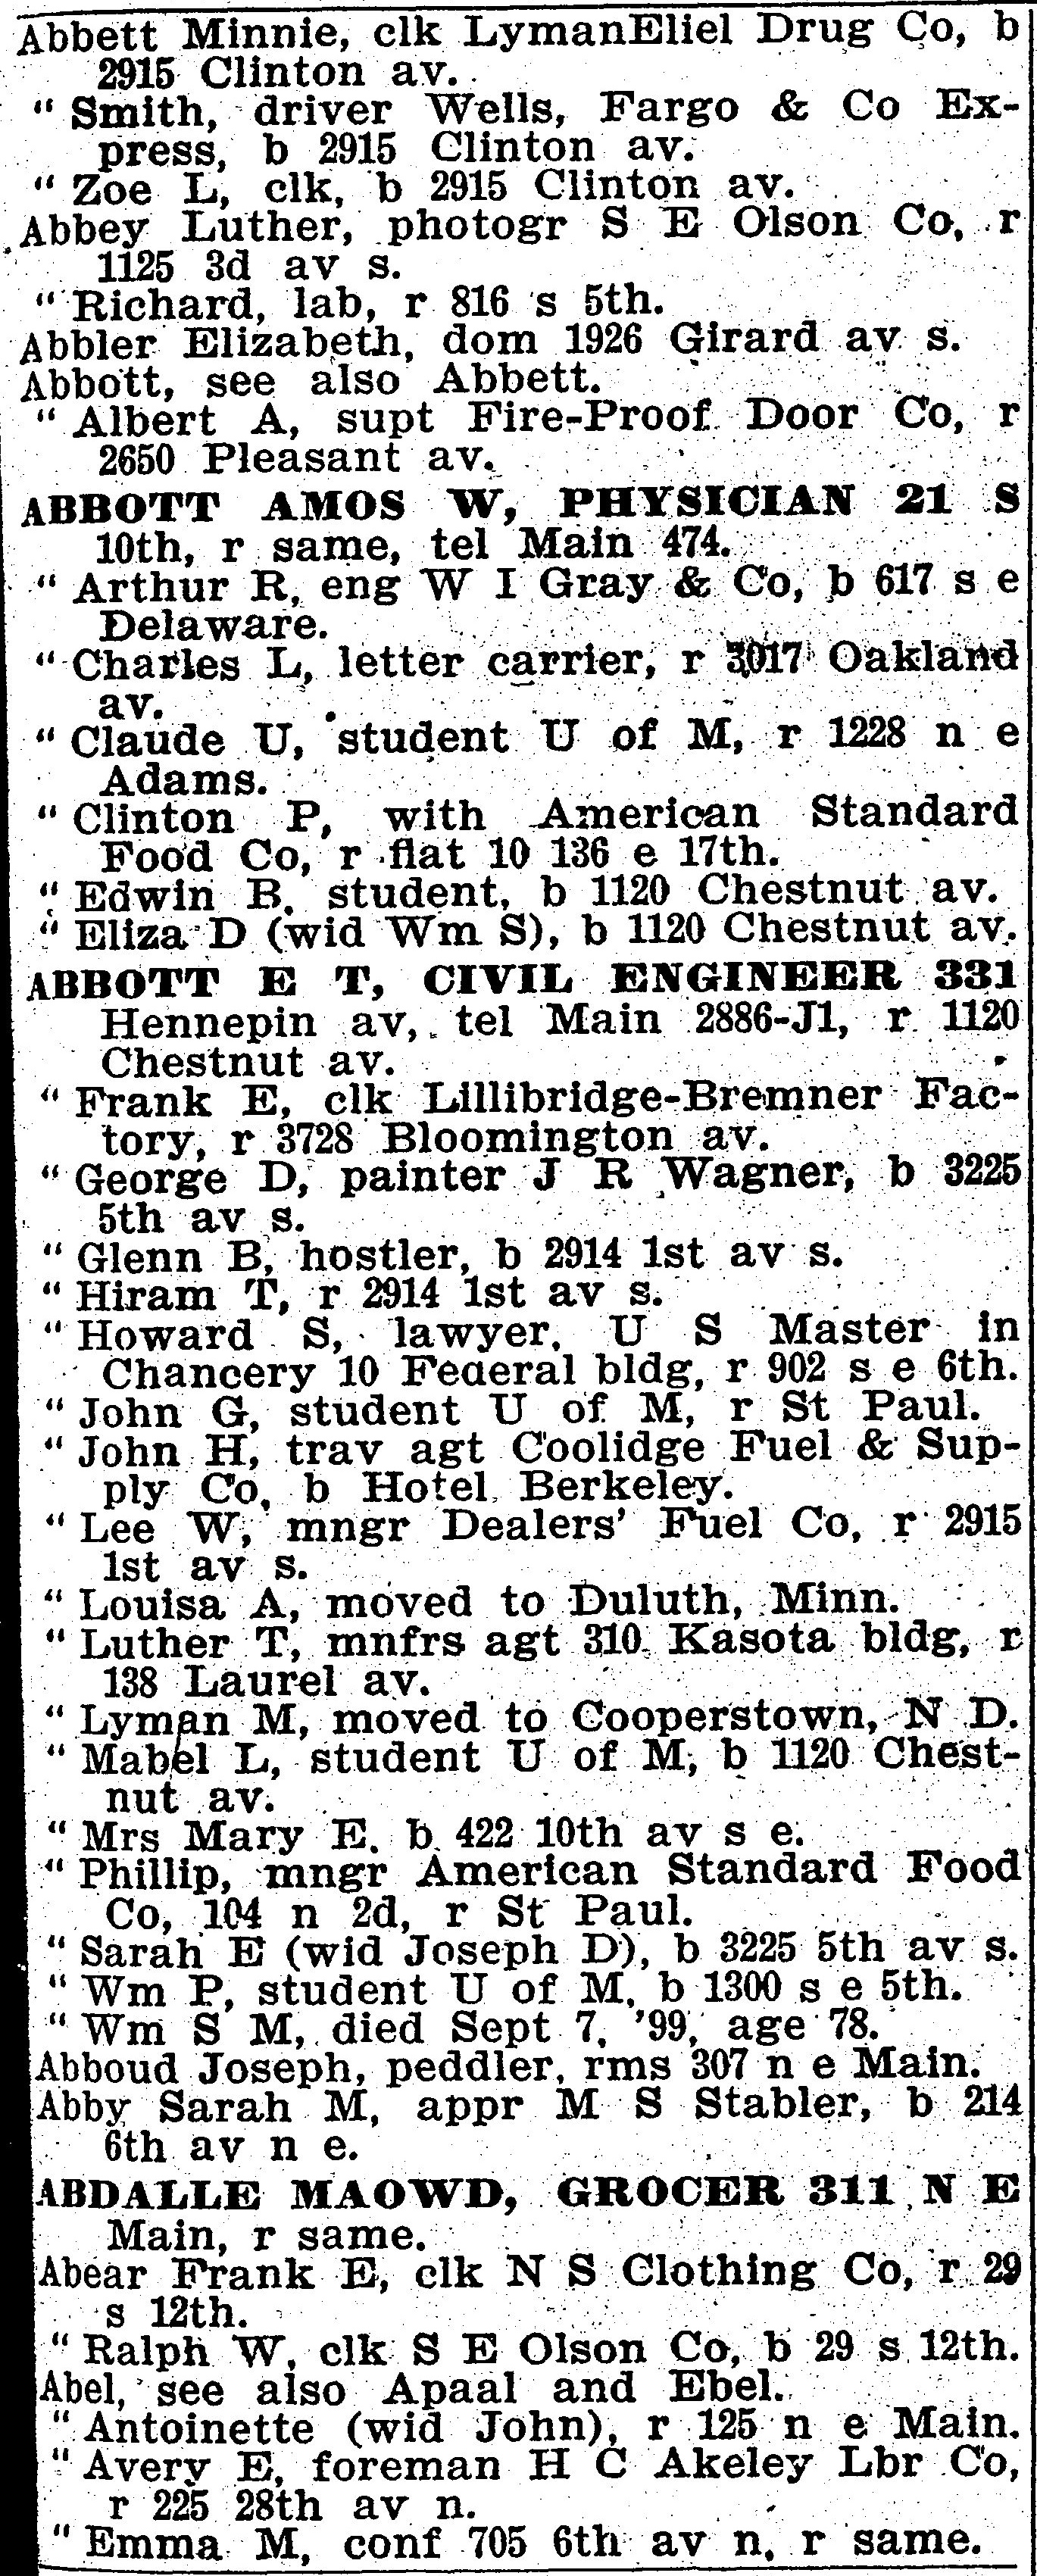 Abbett Minnie, clk LymanEliel Drug Co, b
2915 Clinton av.
" Smith, driver Wells, Fargo & Co Ex-
press, b 2915 Clinton av.
" Zoe L, clk, b 2915 Clinton av.
Abbey Luther, photogr S E Olson Co, r
1125 3d av s.
" Richard, lab, r 816 s 5th.
Abbler Elizabeth, dom 1926 Girard av s.
Abbott, see also Abbett.
" Albert A, supt Fire-Proof Door Co, r
2650 Pleasant av.
ABBOTT AMOS W, PHYSICIAN 21 S
10th, r same, tel Main 474.
" Arthur R, eng W I Gray & Co, b 617 s e
Delaware.
" Charles L, letter carrier, r 3017 Oakland
av.
" Claude U, student U of M, r 1228 n e
Adams.
" Clinton P, with American Standard
Food Co, r flat 10 136 e 17th.
" Edwin B, student, b 1120 Chestnut av.
" Eliza D (wid Wm S), b 1120 Chestnut av.
ABBOTT E T, CIVIL ENGINEER 331
Hennepin av, tel Main 2886-J1, r 1120
Chestnut av.
" Frank E, clk Lillibridge-Bremner Fac-
tory, r 3728 Bloomington av.
" George D, painter J R Wagner, b 3225
5th av s.
" Glenn B, hostler, b 2914 1st av s.
" Hiram T, r 2914 1st av s.
" Howard S, lawyer, U S Master in
Chancery 10 Federal bldg, r 902 s e 6th.
" John G, student U of M, r St Paul.
" John H, trav agt Coolidge Fuel & Sup-
ply Co, b Hotel Berkeley.
" Lee W, mngr Dealers' Fuel Co, r 2915
1st av s.
" Louisa A, moved to Duluth, Minn.
" Luther T, mnfrs agt 310 Kasota bldg, r
138 Laurel av.
" Lyman M, moved to Cooperstown, N D.
" Mabel L, student U of M, b 1120 Chest-
nut av.
" Mrs Mary E, b 422 10th av s e.
" Phillip, mngr American Standard Food
Co, 104 n 2d, r St Paul.
" Sarah E (wid Joseph D), b 3225 5th av s.
" Wm P, student U of M, b 1300 s e 5th.
" Wm S M, died Sept 7, '99, age 78.
Abboud Joseph, peddler, rms 307 n e Main.
Abby Sarah M, appr M S Stabler, b 214
6th av n e.
ABDALLE MAOWD, GROCER 311 N E
Main, r same.
Abear Frank E, clk N S Clothing Co, r 29
s 12th.
" Ralph W, clk S E Olson Co, b 29 s 12th.
Abel, see also Apaal and Ebel.
" Antoinette (wid John), r 125 n e Main.
" Avery E, foreman H C Akeley Lbr Co,
r 225 28th av n.
" Emma M, conf 705 6th av n, r same.